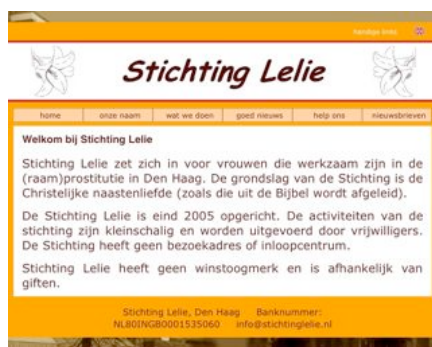 handige links
Stichting Lelie
home onze naam wat we doen goed nieuws help ons nieuwsbrieven
Welkom bij Stichting Lelie
Stichting Lelie zet zich in voor vrouwen die werkzaam zijn in de
(raam)prostitutie in Den Haag. De grondslag van de Stichting is de
Christelijke naastenliefde (zoals die uit de Bijbel wordt afgeleid).
De Stichting Lelie is eind 2005 opgericht. De activiteiten van de
stichting zijn kleinschalig en worden uitgevoerd door vrijwilligers.
De Stichting heeft geen bezoekadres of inloopcentrum.
Stichting Lelie heeft geen winstoogmerk en is afhankelijk van
giften.
Stichting Lelie, Den Haag Banknummer:
NL80INGB0001535060 info@stichtinglelie.nl